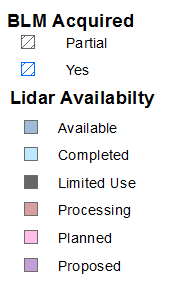 BLM Acquired
Partial
Yes
Lidar Availabilty
Available
Completed
Limited Use
Processing
Planned
Proposed